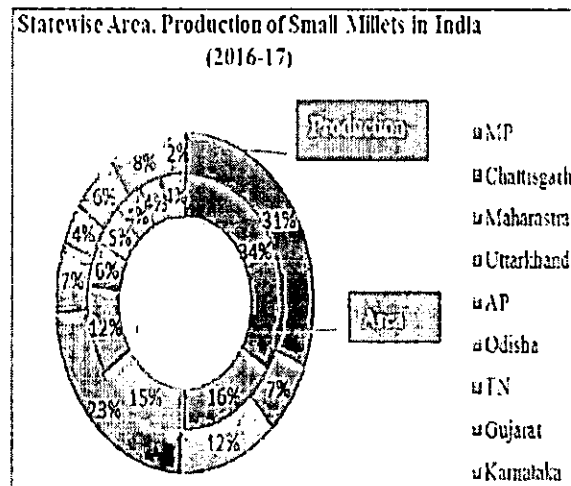 Statewise Area, Production of Small Millets in India
(2016-17)
Production
Area
MP
Chattisgarh
Maharastra
Uttarkhand
AP
Odisha
TN
Gujarat
Karnataka
2%
8%
6%
4%
7%
23%
12%
7%
31%
34%
16%
15%
12%
6%
5%
1%